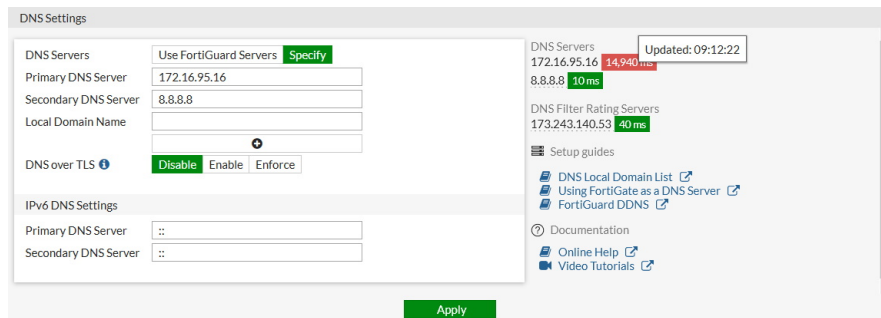 DNS Settings
DNS Servers Use FortiGuard Servers Specify
Primary DNS Server 172.16.95.16
Secondary DNS Server 8.8.8.8
Local Domain Name
DNS over TLS Disable Enable Enforce
IPv6 DNS Settings
Primary DNS Server ::
Secondary DNS Server ::
DNS Servers
Updated: 09:12:22
172.16.95.16 14,940 ms
8.8.8.8 10 ms
DNS Filter Rating Servers
173.243.140.53 40 ms
Setup guides
DNS Local Domain List
Using FortiGate as a DNS Server
FortiGuard DDNS
Documentation
Online Help
Video Tutorials
Apply